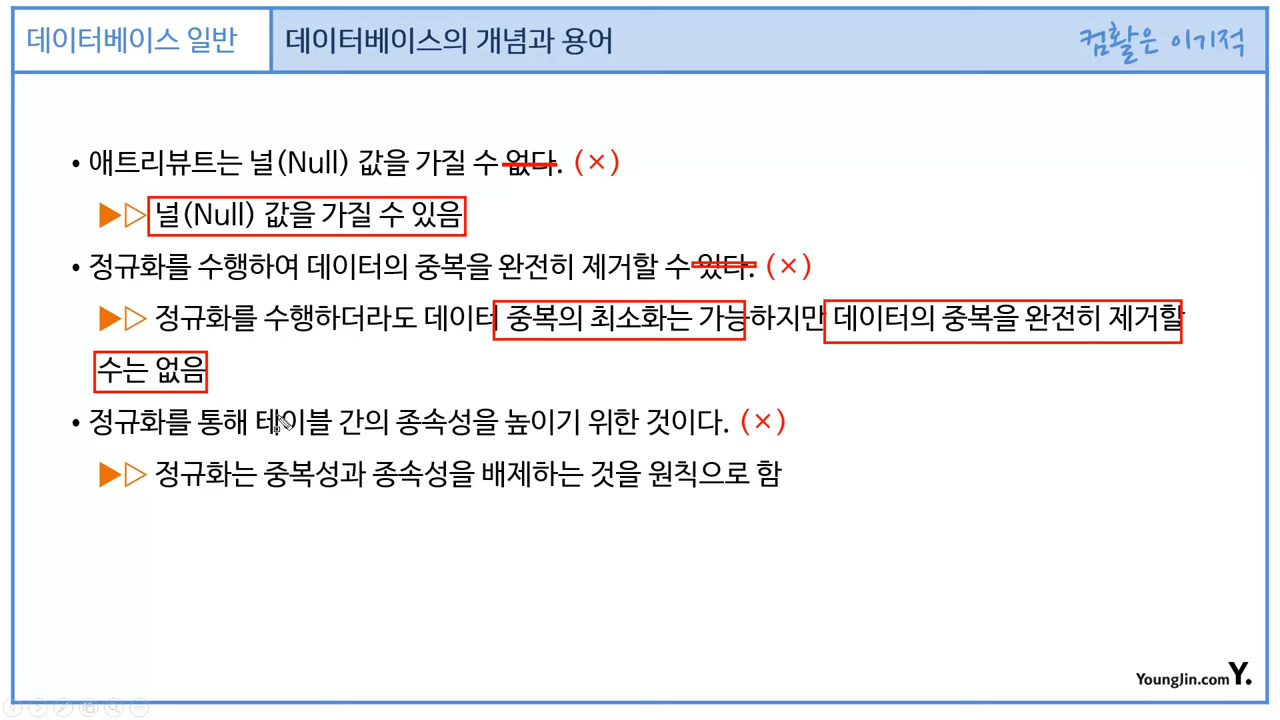 데이터베이스 일반
데이터베이스의 개념과 용어
컴활은 이기적
• 애트리뷰트는 널(Null) 값을 가질 수 없다. (×)
▶▷ 널(Null) 값을 가질 수 있음
• 정규화를 수행하여 데이터의 중복을 완전히 제거할 수 있다. (×)
▶▷ 정규화를 수행하더라도 데이터 중복의 최소화는 가능하지만 데이터의 중복을 완전히 제거할
수는 없음
• 정규화를 통해 테이블 간의 종속성을 높이기 위한 것이다. (×)
▶▷ 정규화는 중복성과 종속성을 배제하는 것을 원칙으로 함
YoungJin.com Y.